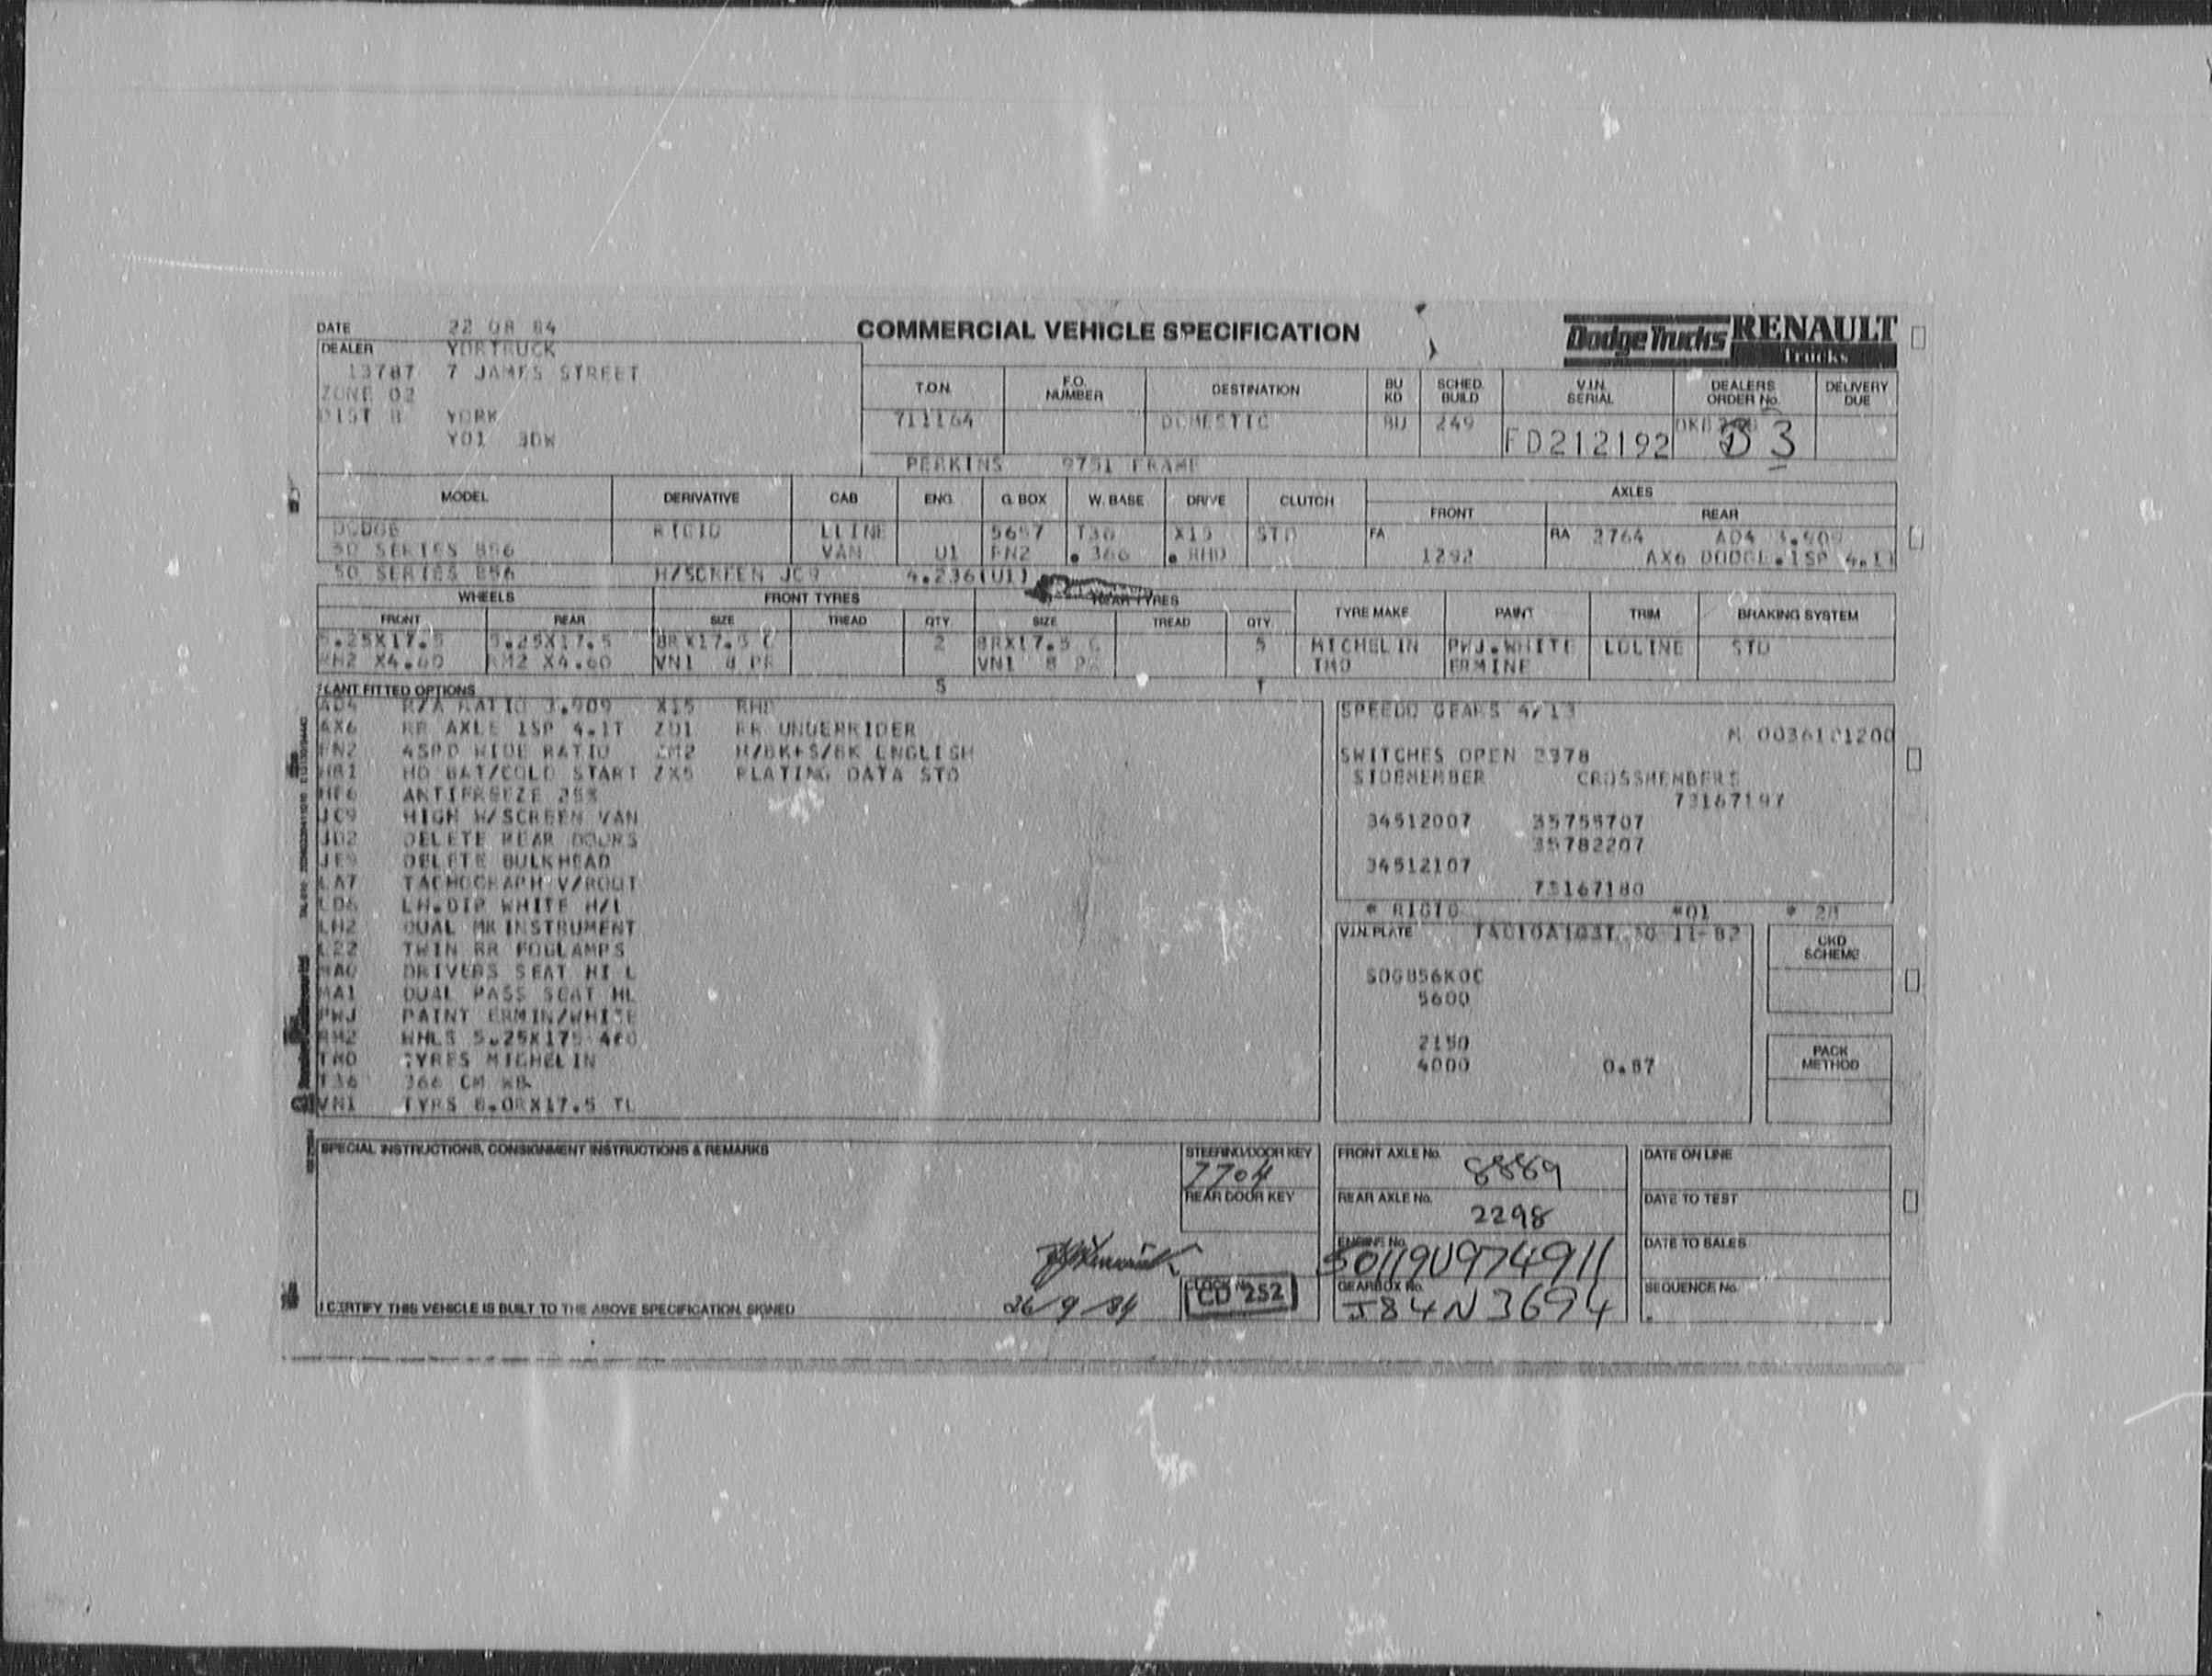 DATE 22 08 84
COMMERCIAL VEHICLE SPECIFICATION
Dodge Trucks RENAULT
Trucks
DEALER YORTRUCK
13787 7 JAMES STREET
ZONE 02
DIST B YORK
YO1 3DW
T.O.N. F.O. NUMBER DESTINATION BU KD SCHED. BUILD V.I.N. SERIAL DEALERS ORDER No. DELIVERY DUE
711164 DOMESTIC BU 249 FD212192 D3
PERKINS 9751 FRAME
MODEL DERIVATIVE CAB ENG. G. BOX W. BASE DRIVE CLUTCH AXLES
FRONT REAR
DODGE RIGID LLINE 5657 T36 X15 STD FA RA 2764 AD4 3.909
50 SERIES B56 VAN U1 FN2 . 366 . RHD 1292 AX6 DODGE.1SP 4.1T
50 SERIES B56 H/SCREEN JC9 4.236(U1)
WHEELS FRONT TYRES REAR TYRES TYRE MAKE PAINT TRIM BRAKING SYSTEM
FRONT REAR SIZE TREAD QTY SIZE TREAD QTY
5.25X17.5 5.25X17.5 8RX17.5 C 2 8RX17.5 C 5 MICHELIN PWJ.WHITE LOLINE STD
RM2 X4.60 RM2 X4.60 VN1 8 PR VN1 8 PR TMO ERMINE
PLANT FITTED OPTIONS
AD4 R/A RATIO 3.909 X15 RHD
AX6 RR AXLE 1SP 4.1T ZD1 RR UNDERRIDER
FN2 4SPD WIDE RATIO ZM2 H/BK+S/BK ENGLISH
HB1 HD BAT/COLD START ZX5 PLATING DATA STD
HF6 ANTIFREEZE 25%
JC9 HIGH W/SCREEN VAN
JD2 DELETE REAR DOORS
JE9 DELETE BULKHEAD
LA7 TACHOGRAPH V/ROOT
LD6 LH.DIP WHITE H/L
LH2 DUAL MK INSTRUMENT
L22 TWIN RR FOGLAMPS
MA0 DRIVERS SEAT HI L
MA1 DUAL PASS SEAT HL
PWJ PAINT ERMIN/WHITE
RM2 WHLS 5.25X175-460
TMO TYRES MICHELIN
T36 366 CM WB.
VN1 TYRS 8.0RX17.5 TL
SPEEDO GEARS 4/13
M 0036121200
SWITCHES OPEN 2978
SIDEMEMBER CROSSMEMBERS
73167197
34512007 35755707
35782207
34512107
73167180
* RIGID *01 * 28
V.I.N. PLATE
CKD SCHEME
SDGB56K0C
5600
2150
4000 0.87
PACK METHOD
SPECIAL INSTRUCTIONS, CONSIGNMENT INSTRUCTIONS & REMARKS
STEERING/DOOR KEY
7704
REAR DOOR KEY
FRONT AXLE No. 8889
REAR AXLE No. 2298
ENGINE No. 50119U974911
GEARBOX No. J84N3694
DATE ON LINE
DATE TO TEST
DATE TO SALES
SEQUENCE No.
CLOCK No.
CD 252
I CERTIFY THIS VEHICLE IS BUILT TO THE ABOVE SPECIFICATION. SIGNED 26/9/84